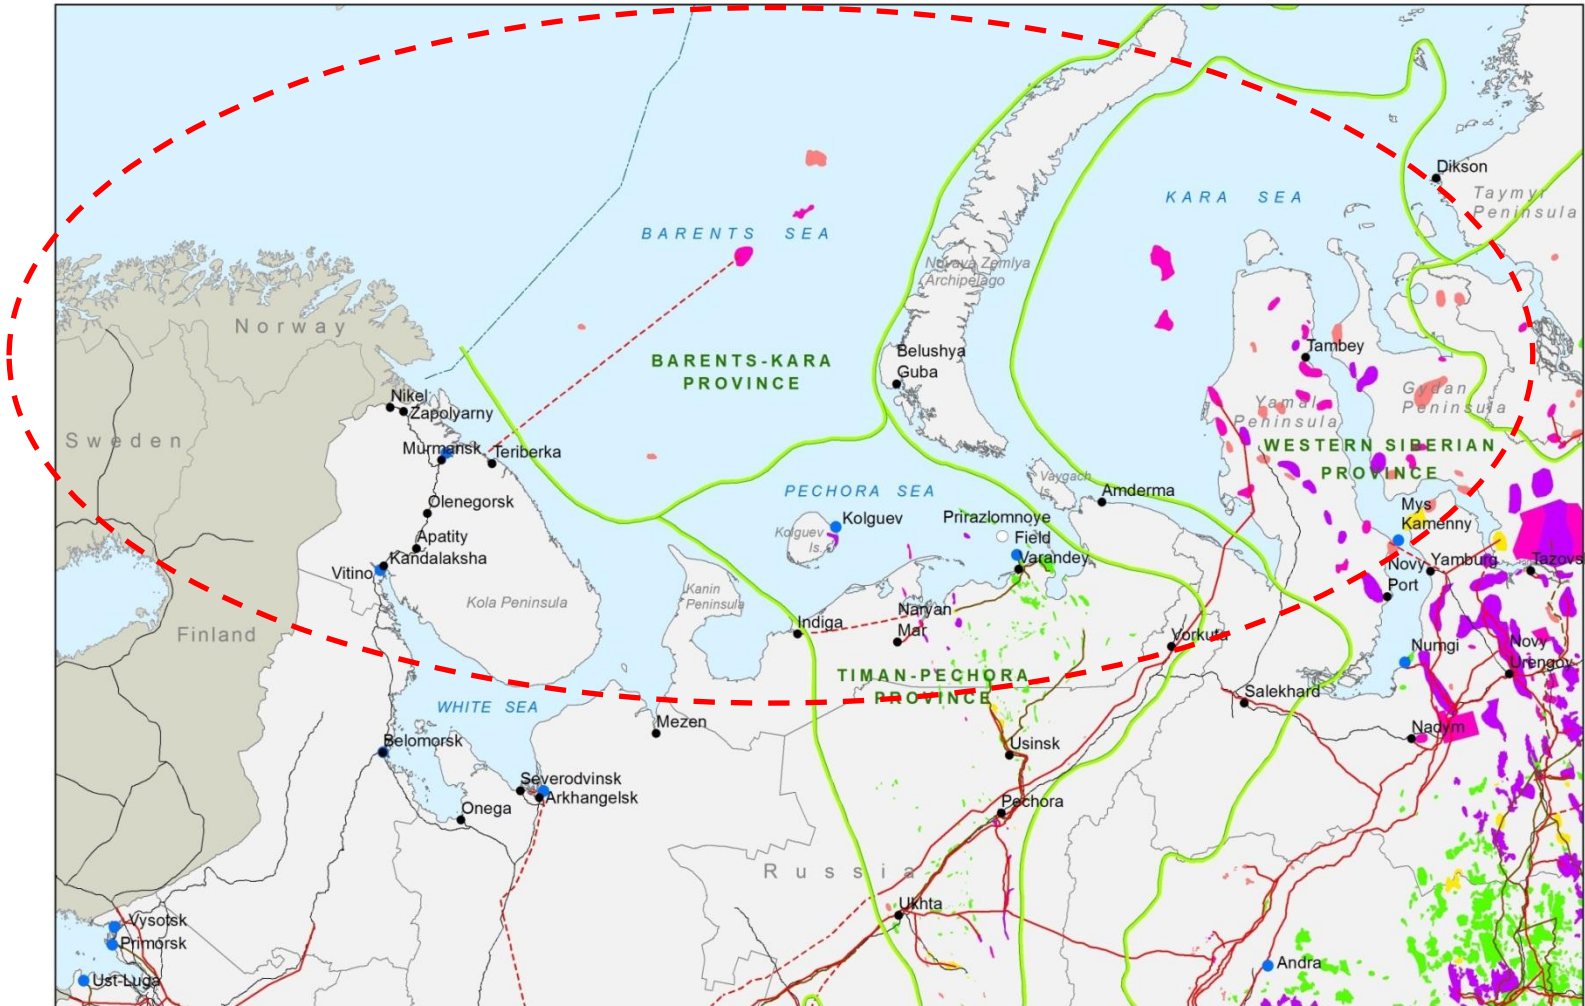 Dikson
KARA SEA
Taymyr
Peninsula
BARENTS SEA
Novaya Zemlya
Archipelago
Norway
Belushya
Guba
Tambey
BARENTS-KARA
PROVINCE
Nikel
Zapolyarny
Yamal
Peninsula
Gydan
Peninsula
Sweden
Murmansk
Teriberka
WESTERN SIBERIAN
PROVINCE
Vaygach
Is.
Amderma
PECHORA SEA
Olenegorsk
Kolguev
Kolguev
Is.
Prirazlomnoye
Field
Varandey
Mys
Kamenny
Apatity
Kandalaksha
Vitino
Novy
Port
Yamburg
Tazovs
Kola Peninsula
Kanin
Peninsula
Finland
Indiga
Naryan
Mar
Vorkuta
Numgi
Novy
Urengoy
TIMAN-PECHORA
PROVINCE
Salekhard
WHITE SEA
Mezen
Belomorsk
Usinsk
Nadym
Severodvinsk
Arkhangelsk
Onega
Pechora
Russia
Ukhta
Vysotsk
Primorsk
Ust-Luga
Andra